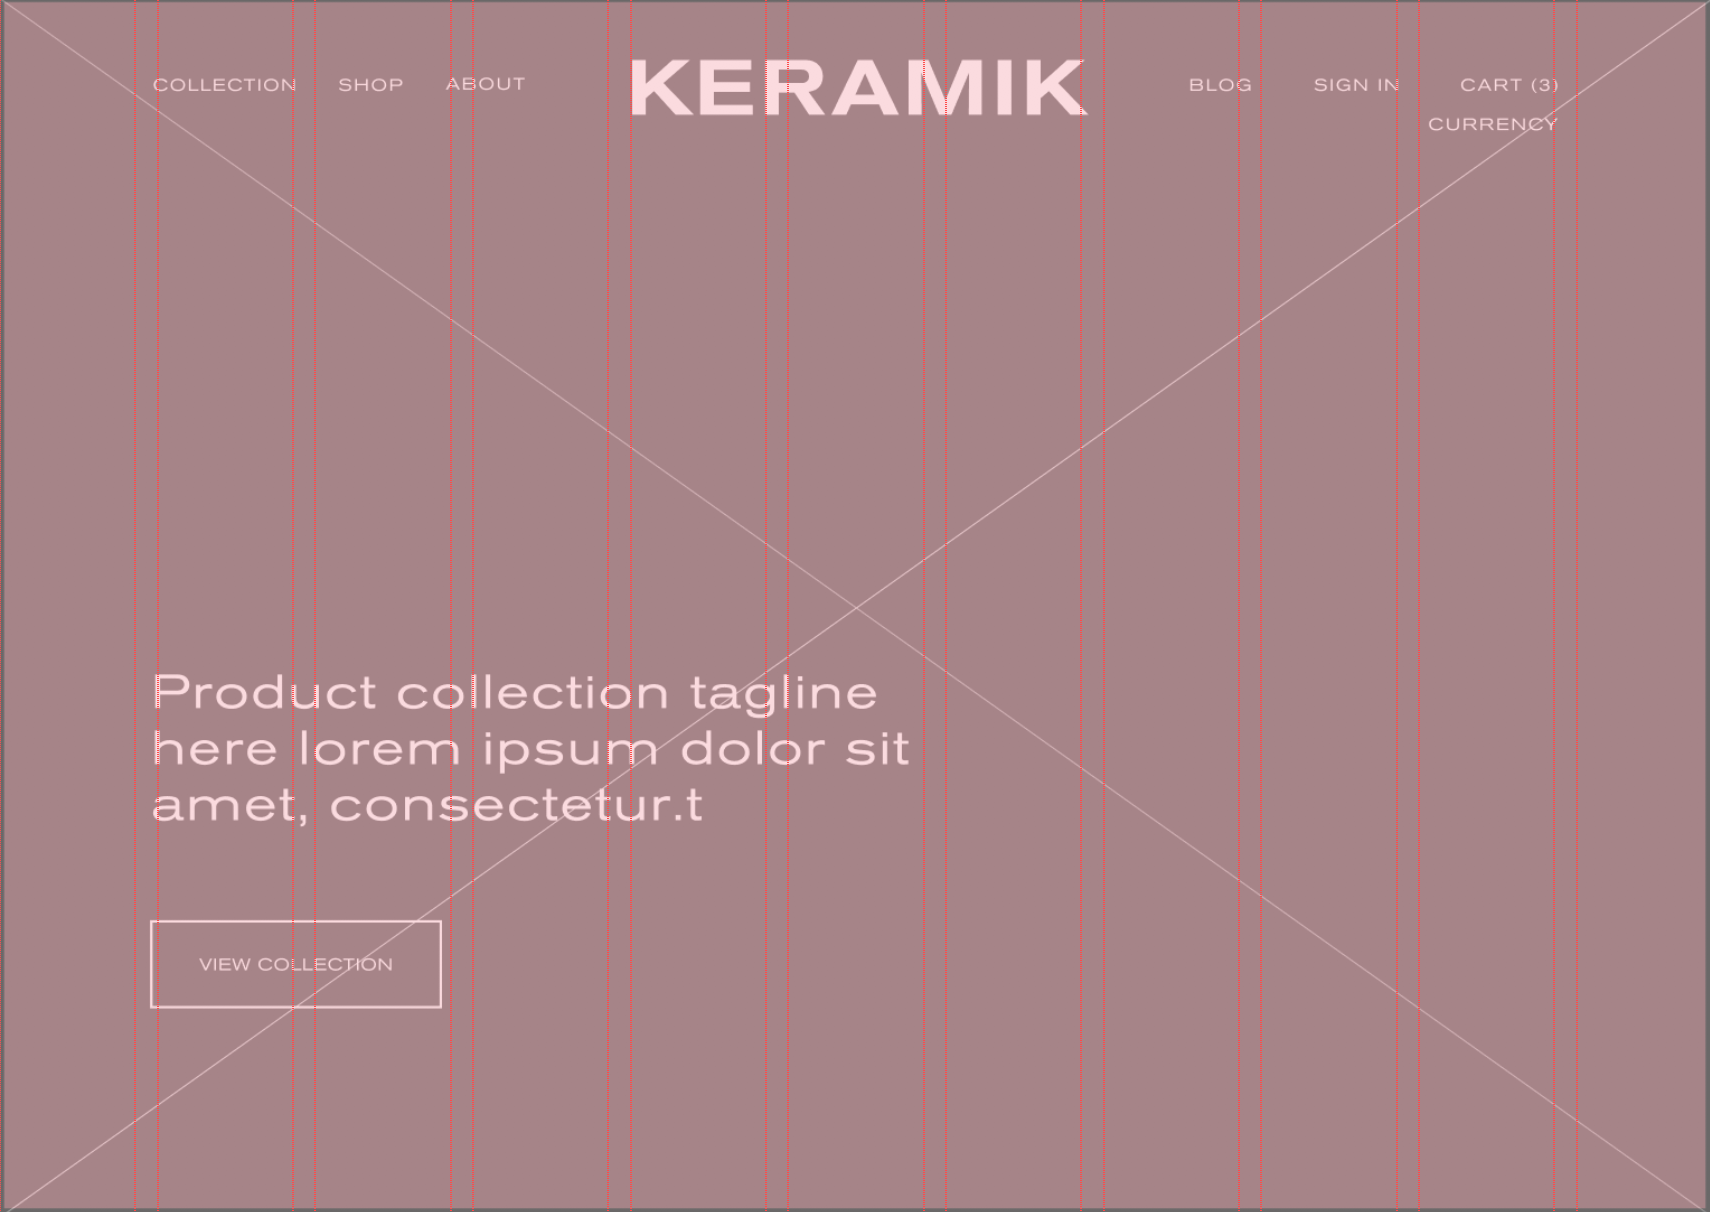 COLLECTION SHOP ABOUT KERAMIK BLOG SIGN IN CART (3)
CURRENCY
Product collection tagline
here lorem ipsum dolor sit
amet, consectetur.t
VIEW COLLECTION